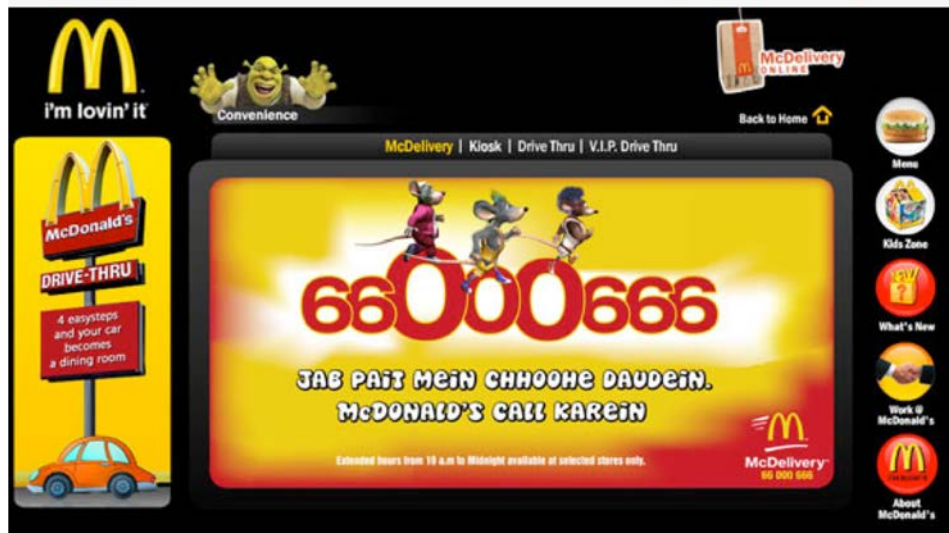 i'm lovin' it
McDelivery
ONLINE
Convenience
Back to Home
McDelivery | Kiosk | Drive Thru | V.I.P. Drive Thru
McDonald's
DRIVE-THRU
4 easysteps
and your car
becomes
a dining room
66000666
JAB PAIT MEIN CHHOOHE DAUDEIN.
McDONALD'S CALL KAREIN
Extended hours from 10 a.m to Midnight available at selected stores only.
McDelivery
66 000 666
Menu
Kids Zone
What's New
Work @
McDonald's
About
McDonald's